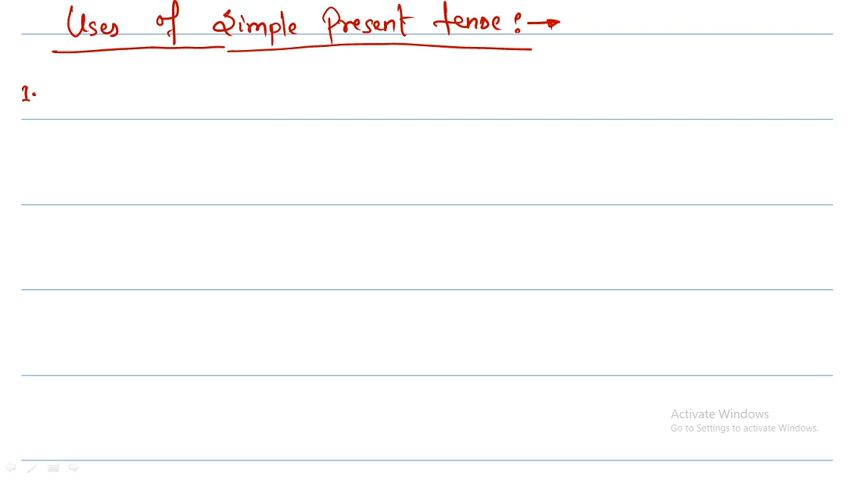 Uses of Simple Present tense :→
1.
Activate Windows
Go to Settings to activate Windows.